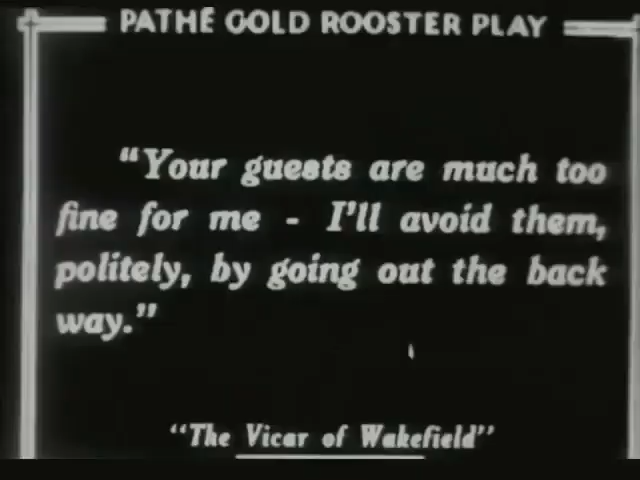 PATHÉ GOLD ROOSTER PLAY
"Your guests are much too
fine for me - I'll avoid them,
politely, by going out the back
way."
"The Vicar of Wakefield"